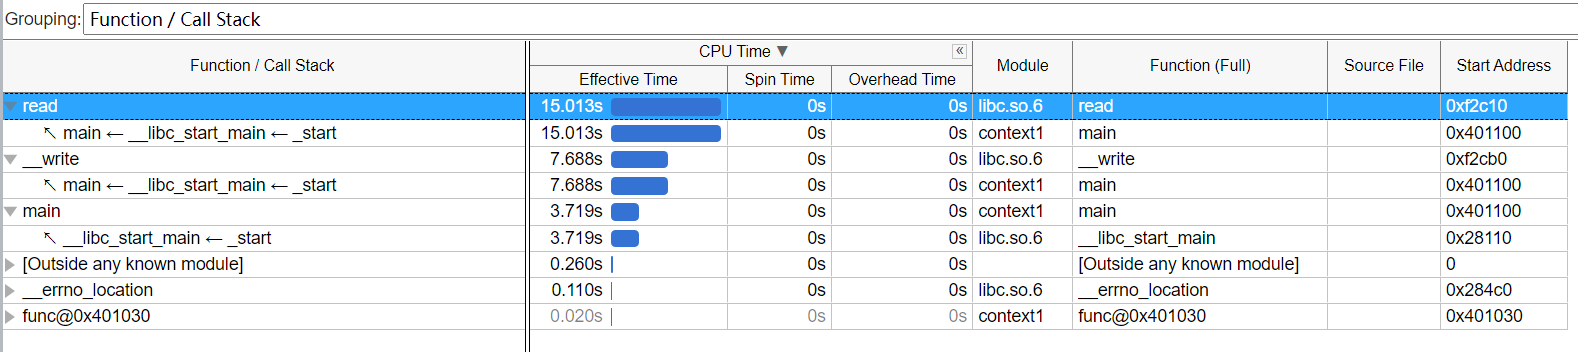 Grouping: Function / Call Stack
CPU Time ▼ «
Function / Call Stack Effective Time Spin Time Overhead Time Module Function (Full) Source File Start Address
read 15.013s 0s 0s libc.so.6 read 0xf2c10
↖ main ← __libc_start_main ← _start 15.013s 0s 0s context1 main 0x401100
__write 7.688s 0s 0s libc.so.6 __write 0xf2cb0
↖ main ← __libc_start_main ← _start 7.688s 0s 0s context1 main 0x401100
main 3.719s 0s 0s context1 main 0x401100
↖ __libc_start_main ← _start 3.719s 0s 0s libc.so.6 __libc_start_main 0x28110
[Outside any known module] 0.260s 0s 0s [Outside any known module] 0
__errno_location 0.110s 0s 0s libc.so.6 __errno_location 0x284c0
func@0x401030 0.020s 0s 0s context1 func@0x401030 0x401030